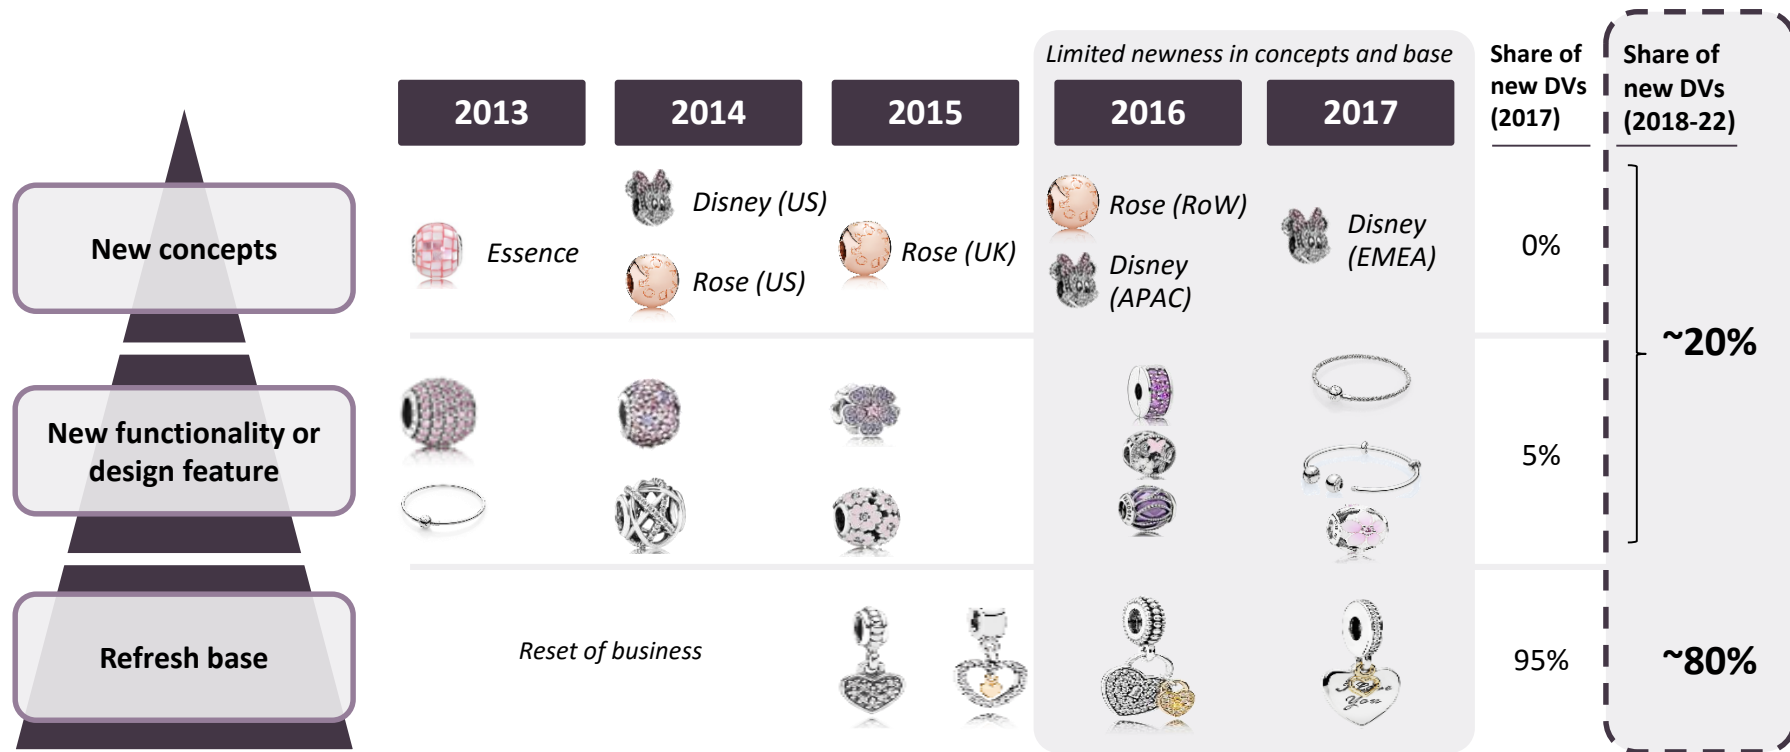 Limited newness in concepts and base
Share of
new DVs
(2017)
Share of
new DVs
(2018-22)
2013
2014
2015
2016
2017
New concepts
Essence
Disney (US)
Rose (US)
Rose (UK)
Rose (RoW)
Disney
(APAC)
Disney
(EMEA)
0%
~20%
New functionality or
design feature
5%
Refresh base
Reset of business
You
95%
~80%